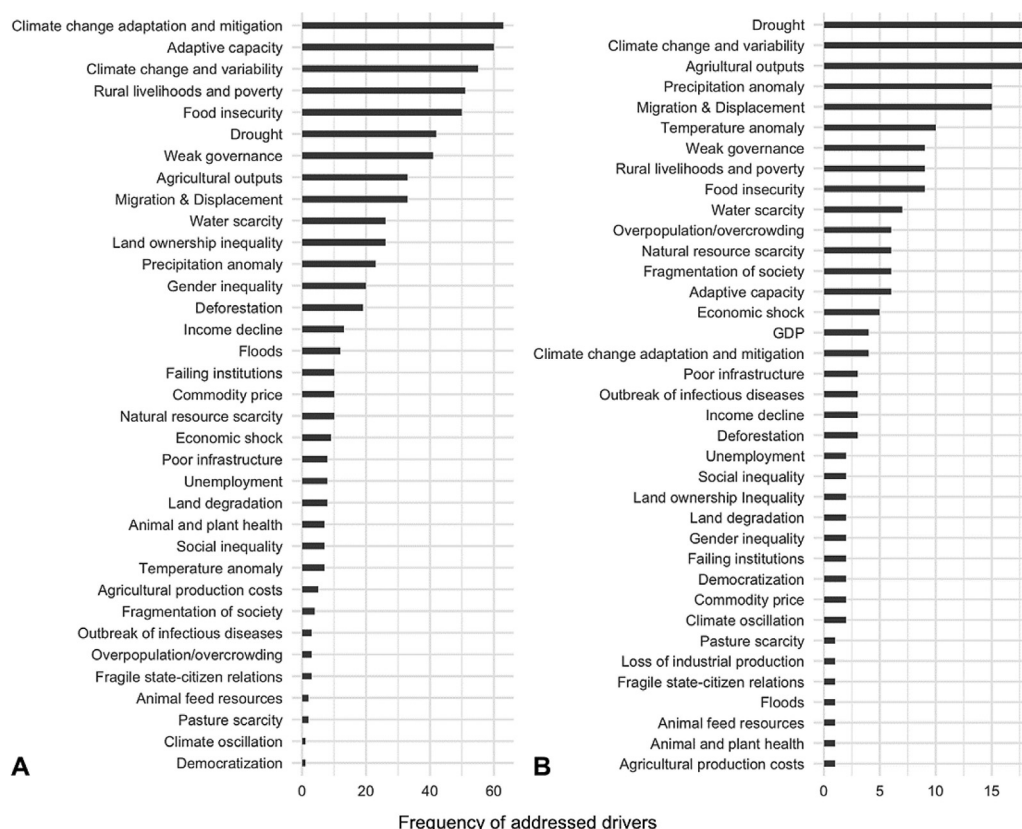 Climate change adaptation and mitigation
Adaptive capacity
Climate change and variability
Rural livelihoods and poverty
Food insecurity
Drought
Weak governance
Agricultural outputs
Migration & Displacement
Water scarcity
Land ownership inequality
Precipitation anomaly
Gender inequality
Deforestation
Income decline
Floods
Failing institutions
Commodity price
Natural resource scarcity
Economic shock
Poor infrastructure
Unemployment
Land degradation
Animal and plant health
Social inequality
Temperature anomaly
Agricultural production costs
Fragmentation of society
Outbreak of infectious diseases
Overpopulation/overcrowding
Fragile state-citizen relations
Animal feed resources
Pasture scarcity
Climate oscillation
Democratization
A
0 20 40 60
Drought
Climate change and variability
Agriultural outputs
Precipitation anomaly
Migration & Displacement
Temperature anomaly
Weak governance
Rural livelihoods and poverty
Food insecurity
Water scarcity
Overpopulation/overcrowding
Natural resource scarcity
Fragmentation of society
Adaptive capacity
Economic shock
GDP
Climate change adaptation and mitigation
Poor infrastructure
Outbreak of infectious diseases
Income decline
Deforestation
Unemployment
Social inequality
Land ownership Inequality
Land degradation
Gender inequality
Failing institutions
Democratization
Commodity price
Climate oscillation
Pasture scarcity
Loss of industrial production
Fragile state-citizen relations
Floods
Animal feed resources
Animal and plant health
Agricultural production costs
B
0 5 10 15
Frequency of addressed drivers